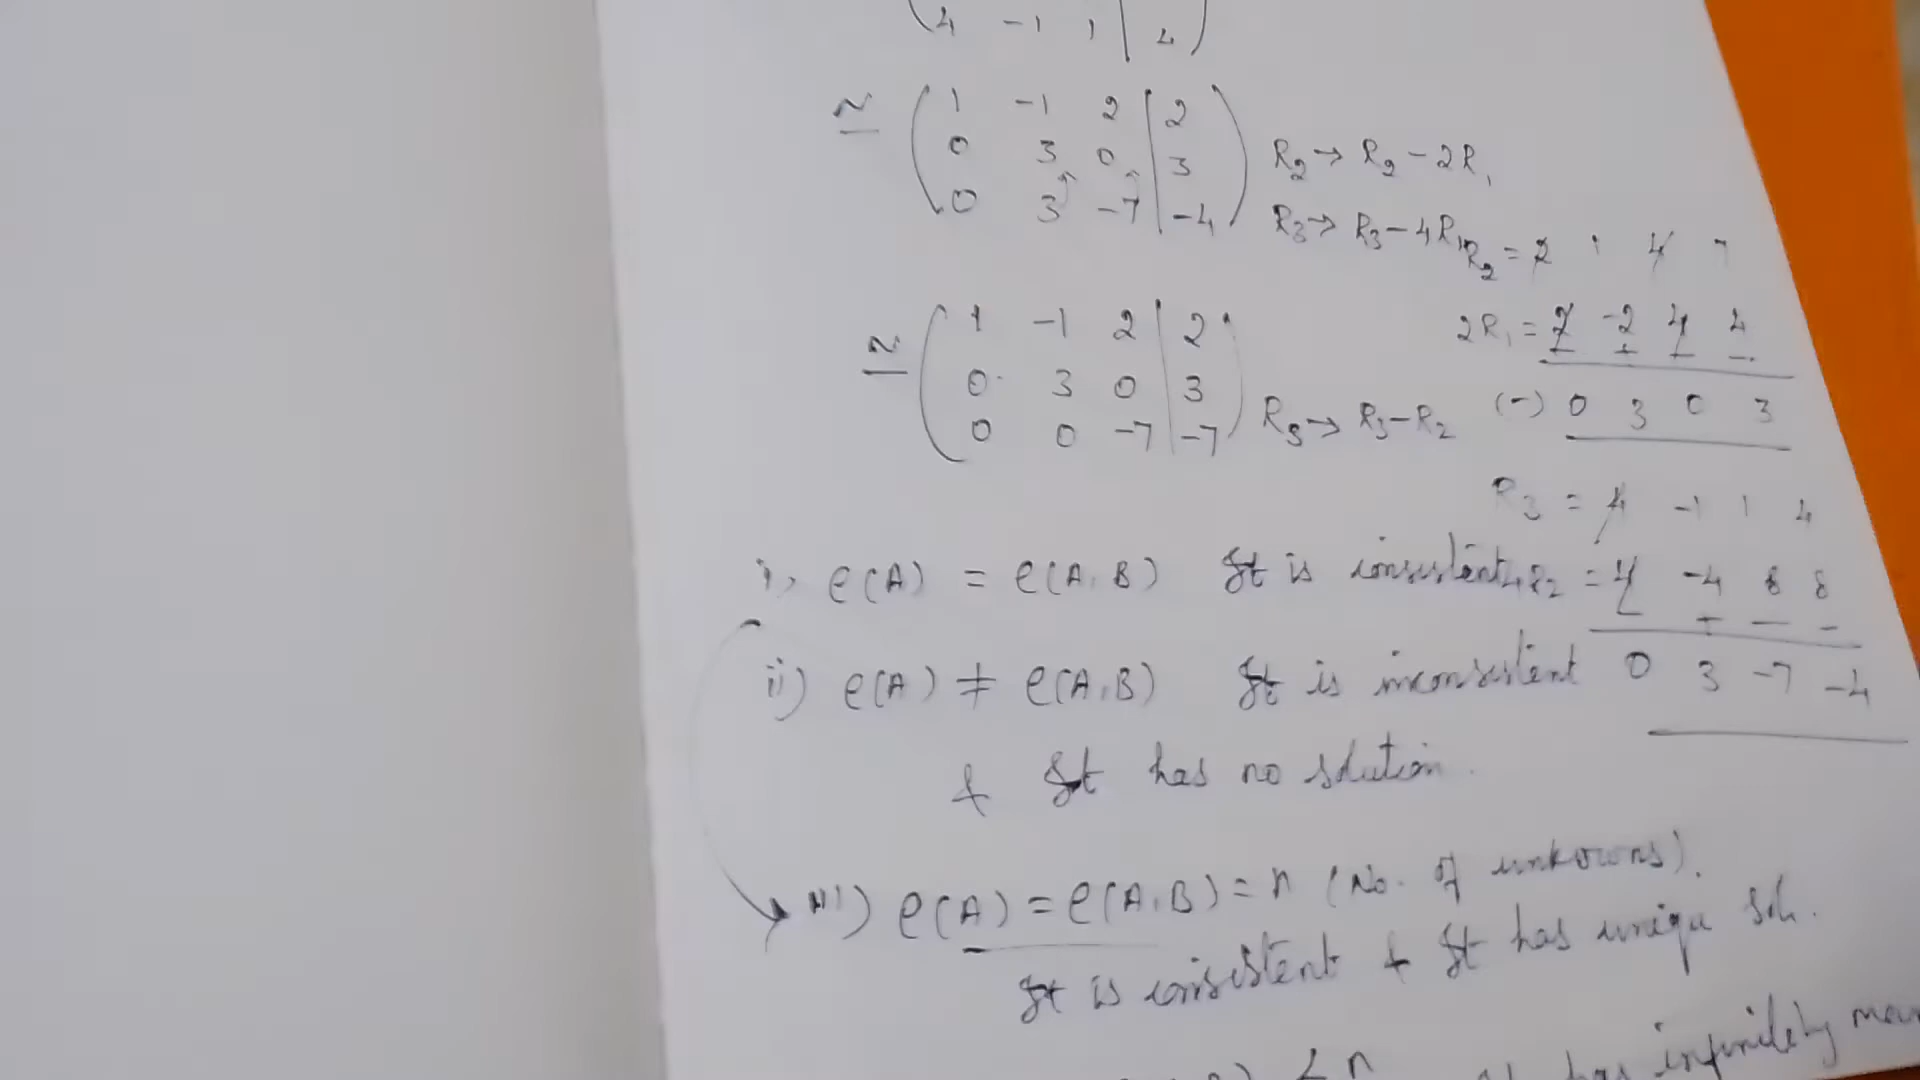 4 -1 1 | 4
~ 1 -1 2 | 2
0 3 0 | 3 R2 → R2 - 2R1
0 3 -7 | -4 R3 → R3 - 4R1
R2 = 2 1 4 7
2R1 = 2 -2 4 4
(-) 0 3 0 3
~ 1 -1 2 | 2
0 3 0 | 3
0 0 -7 | -7 R3 → R3 - R2
R3 = 4 -1 1 4
4R2 = 4 -4 8 8
0 3 -7 -4
i) ρ(A) = ρ(A,B) It is consistent
ii) ρ(A) ≠ ρ(A,B) It is inconsistent
& It has no solution.
iii) ρ(A) = ρ(A,B) = n (No. of unkowns).
It is consistent & It has uniqu Soln.
< n has infinitely